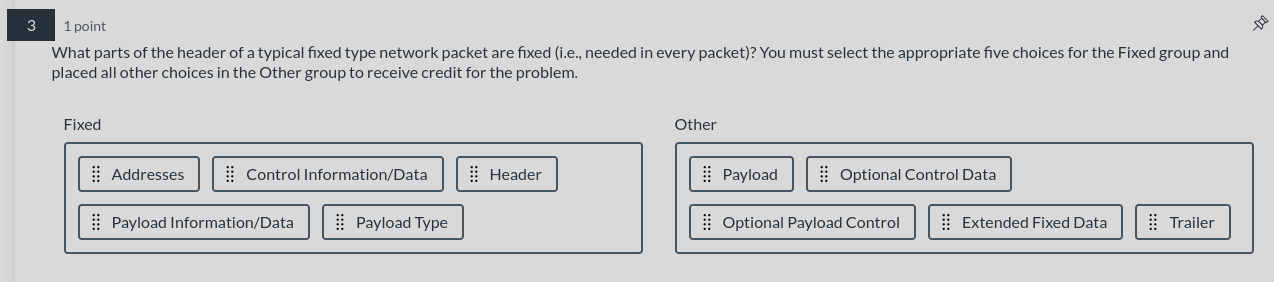 3 1 point
What parts of the header of a typical fixed type network packet are fixed (i.e., needed in every packet)? You must select the appropriate five choices for the Fixed group and
placed all other choices in the Other group to receive credit for the problem.
Fixed
Addresses Control Information/Data Header
Payload Information/Data Payload Type
Other
Payload Optional Control Data
Optional Payload Control Extended Fixed Data Trailer